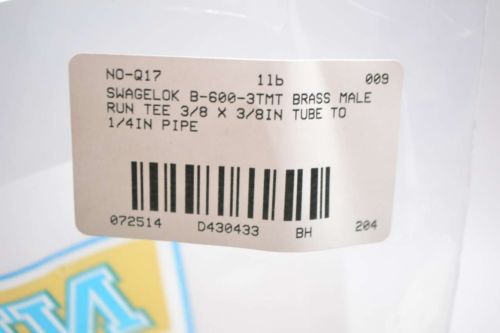 NO-Q17 1lb 009
SWAGELOK B-600-3TMT BRASS MALE
RUN TEE 3/8 X 3/8IN TUBE TO
1/4IN PIPE
072514 D430433 BH 204